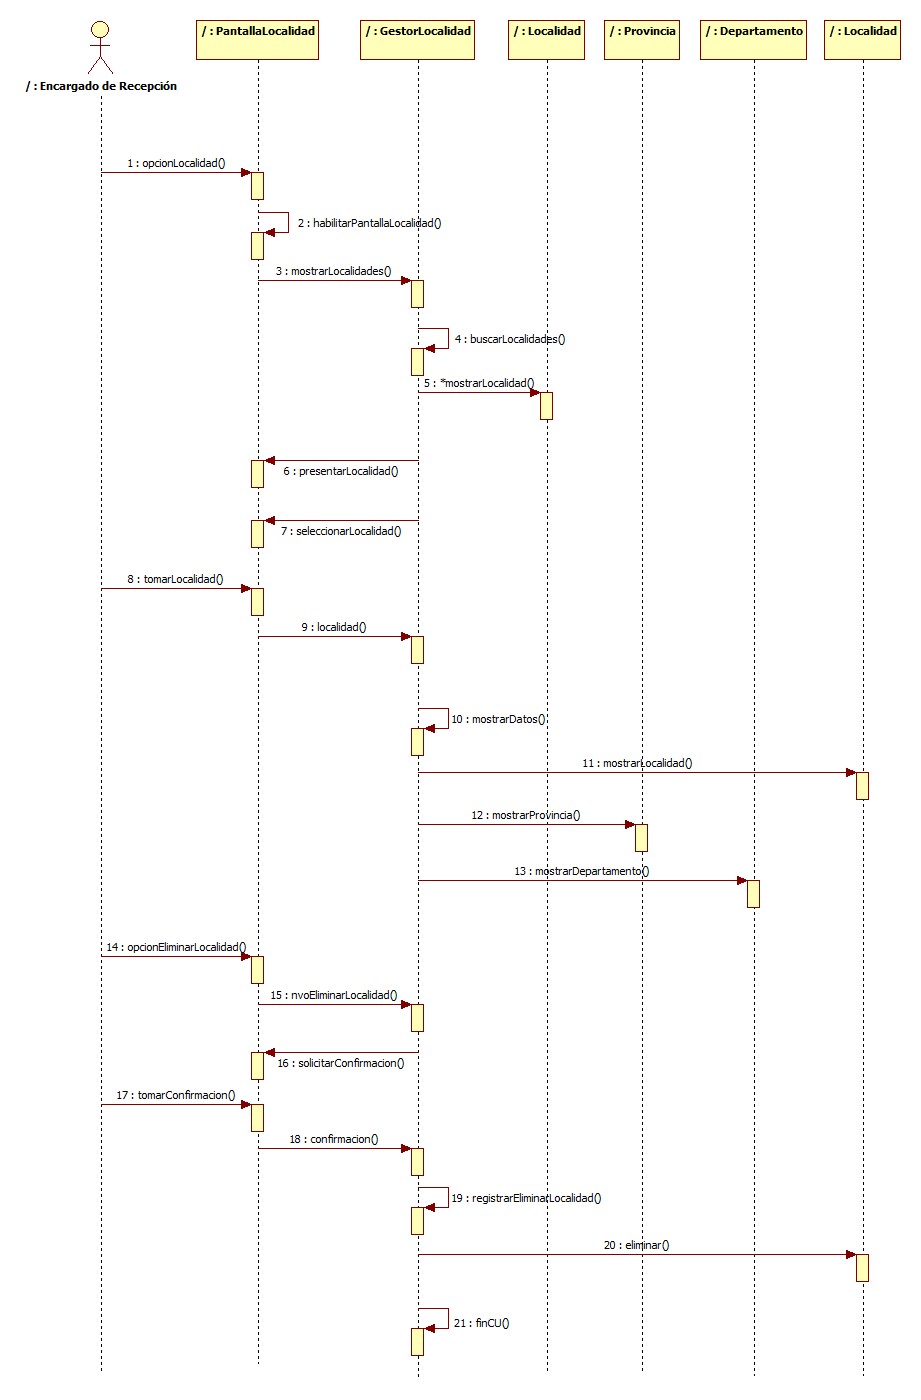 / : PantallaLocalidad
/ : GestorLocalidad
/ : Localidad
/ : Provincia
/ : Departamento
/ : Localidad
/ : Encargado de Recepción
1 : opcionLocalidad()
2 : habilitarPantallaLocalidad()
3 : mostrarLocalidades()
4 : buscarLocalidades()
5 : *mostrarLocalidad()
6 : presentarLocalidad()
7 : seleccionarLocalidad()
8 : tomarLocalidad()
9 : localidad()
10 : mostrarDatos()
11 : mostrarLocalidad()
12 : mostrarProvincia()
13 : mostrarDepartamento()
14 : opcionEliminarLocalidad()
15 : nvoEliminarLocalidad()
16 : solicitarConfirmacion()
17 : tomarConfirmacion()
18 : confirmacion()
19 : registrarEliminarLocalidad()
20 : eliminar()
21 : finCU()